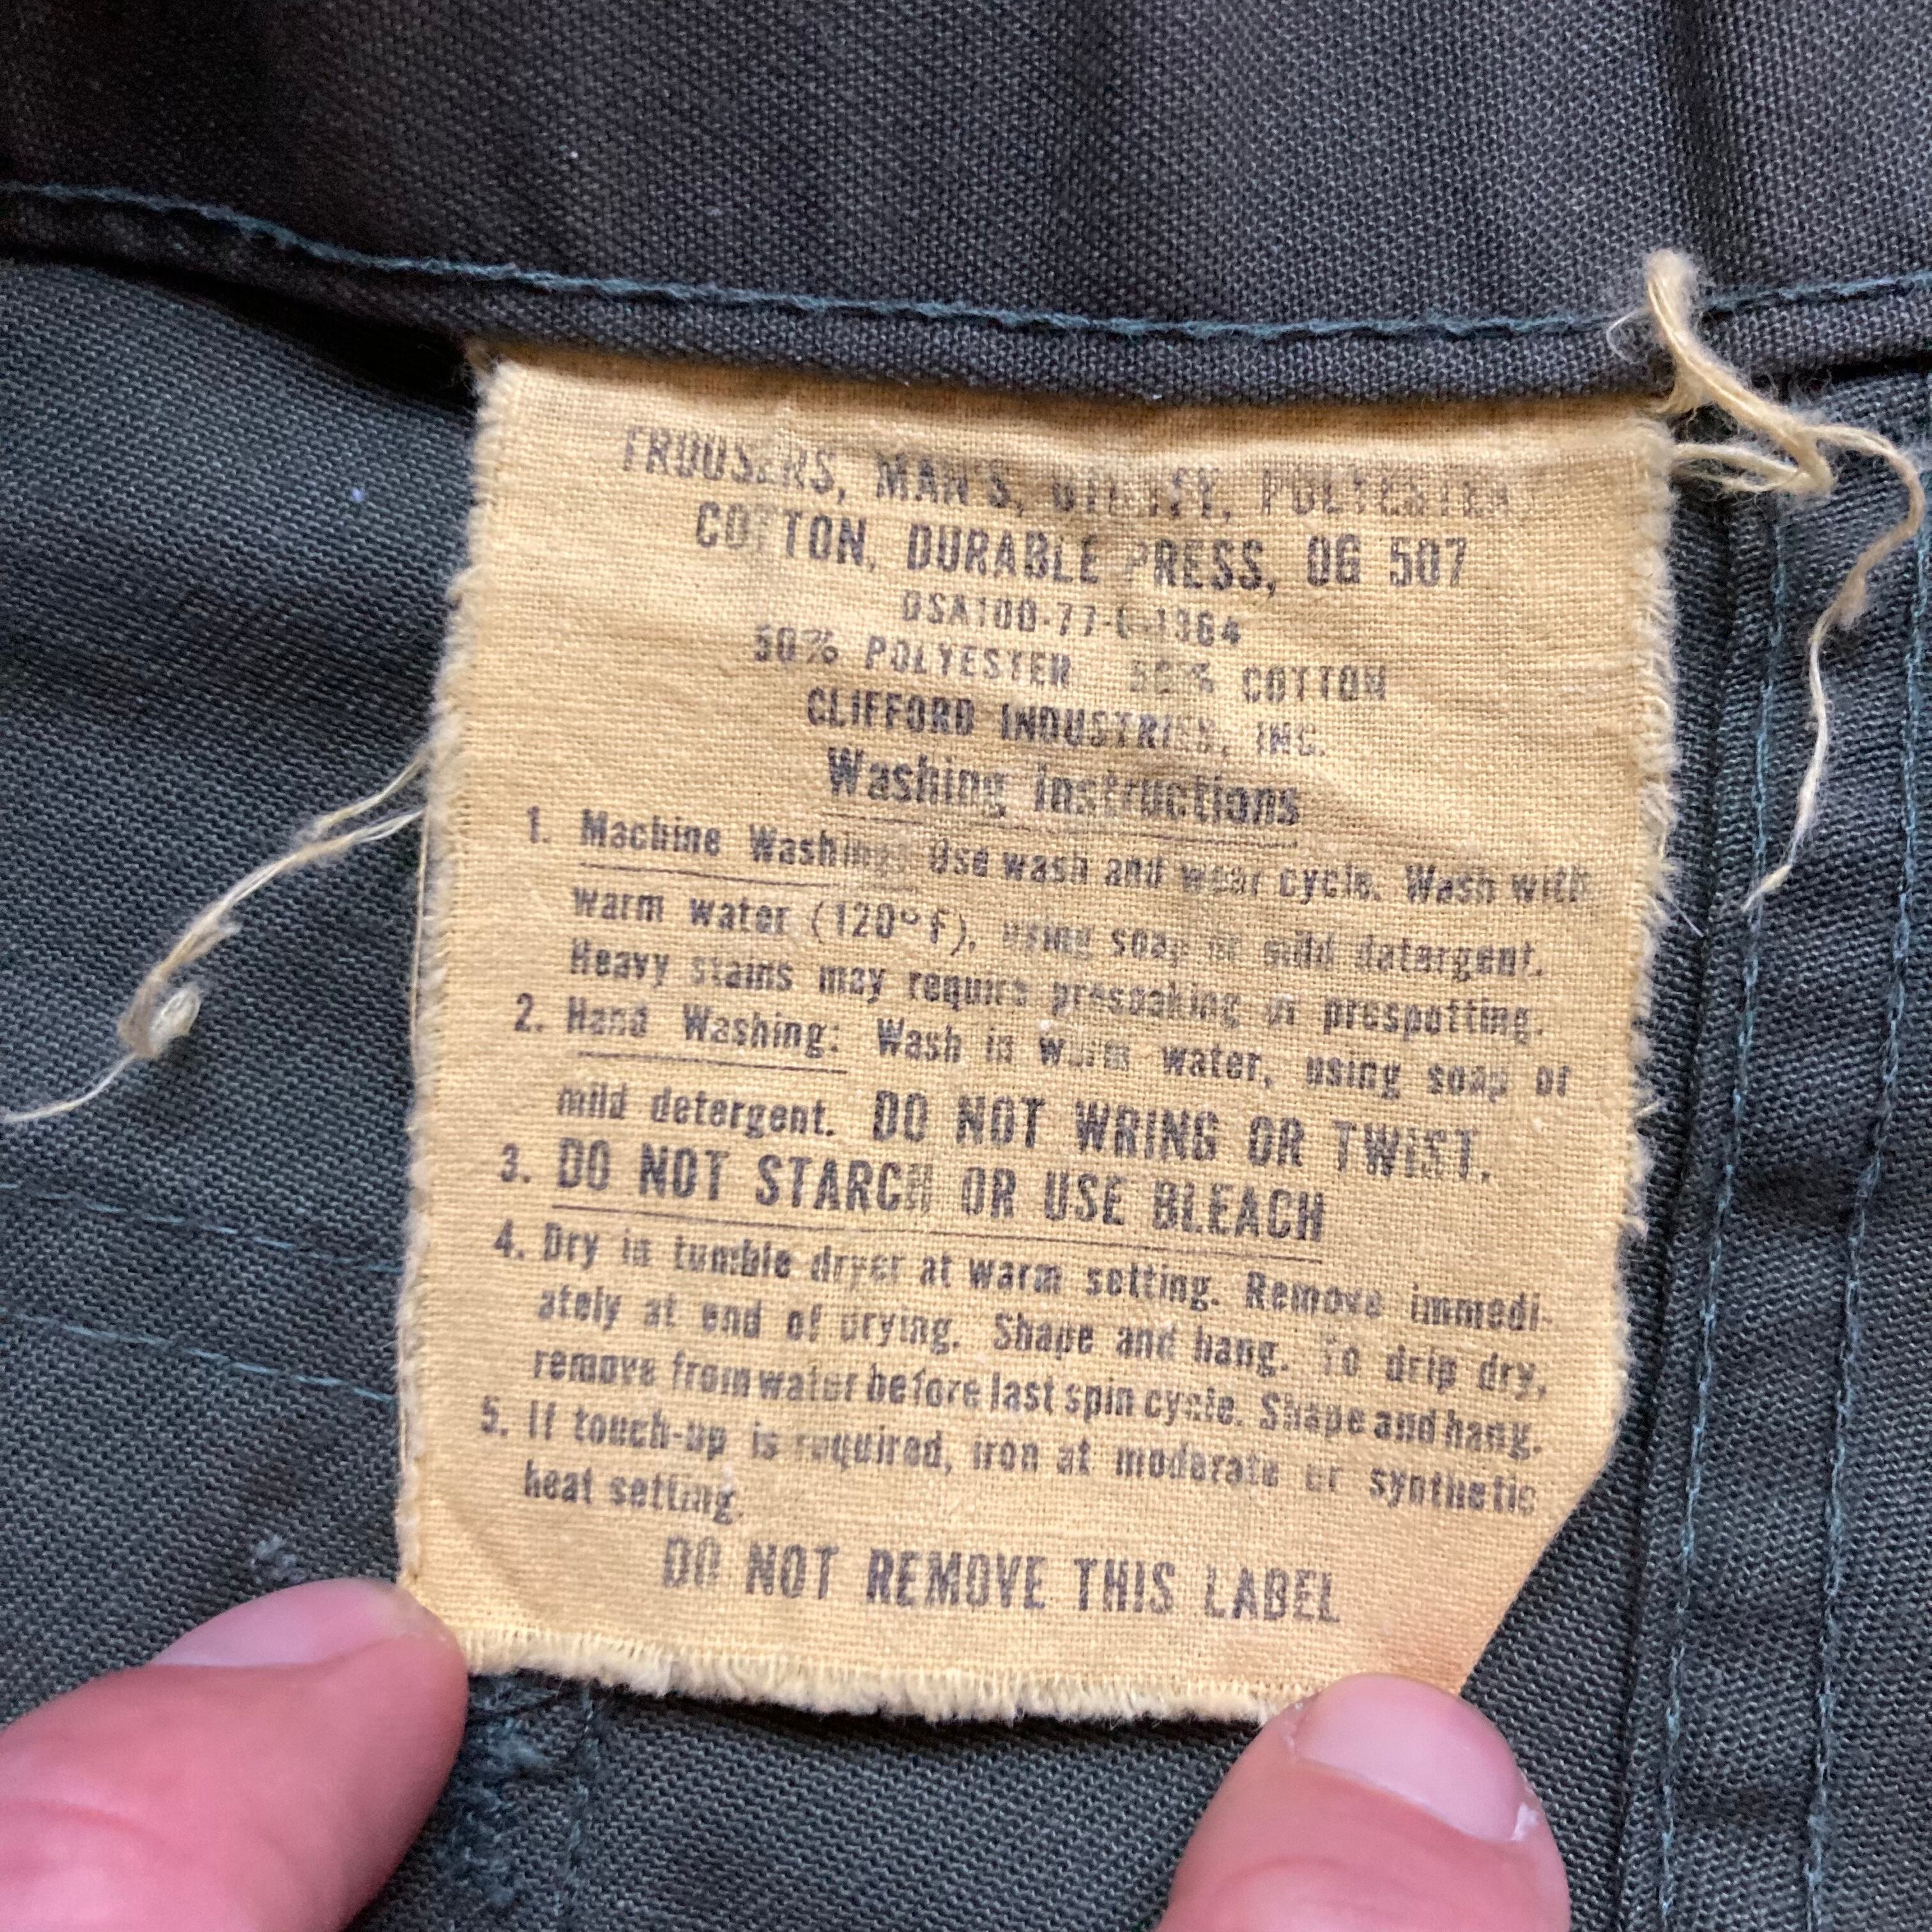 TROUSERS, MAN'S, UTILITY, POLYESTER
COTTON, DURABLE PRESS, OG 507
DSA100-77-C-1364
50% POLYESTER 50% COTTON
CLIFFORD INDUSTRIES, INC.
Washing instructions
1. Machine Washing: Use wash and wear cycle. Wash with
warm water (120°F), using soap or mild detergent.
Heavy stains may require presoaking or prespotting.
2. Hand Washing: Wash in warm water, using soap or
mild detergent. DO NOT WRING OR TWIST.
3. DO NOT STARCH OR USE BLEACH
4. Dry in tumble dryer at warm setting. Remove immedi-
ately at end of drying. Shape and hang. To drip dry,
remove from water before last spin cycle. Shape and hang.
5. If touch-up is required, iron at moderate or synthetic
heat setting.
DO NOT REMOVE THIS LABEL